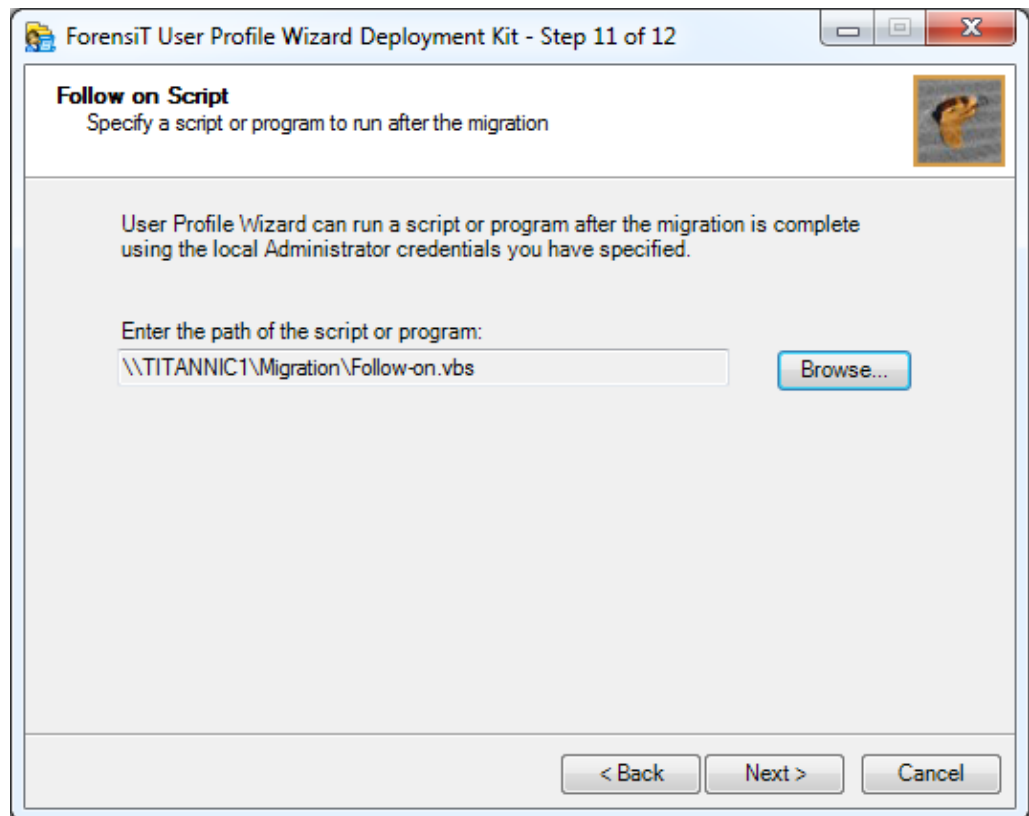 ForensiT User Profile Wizard Deployment Kit - Step 11 of 12
Follow on Script
Specify a script or program to run after the migration
User Profile Wizard can run a script or program after the migration is complete
using the local Administrator credentials you have specified.
Enter the path of the script or program:
\\TITANNIC1\Migration\Follow-on.vbs
Browse...
< Back
Next >
Cancel